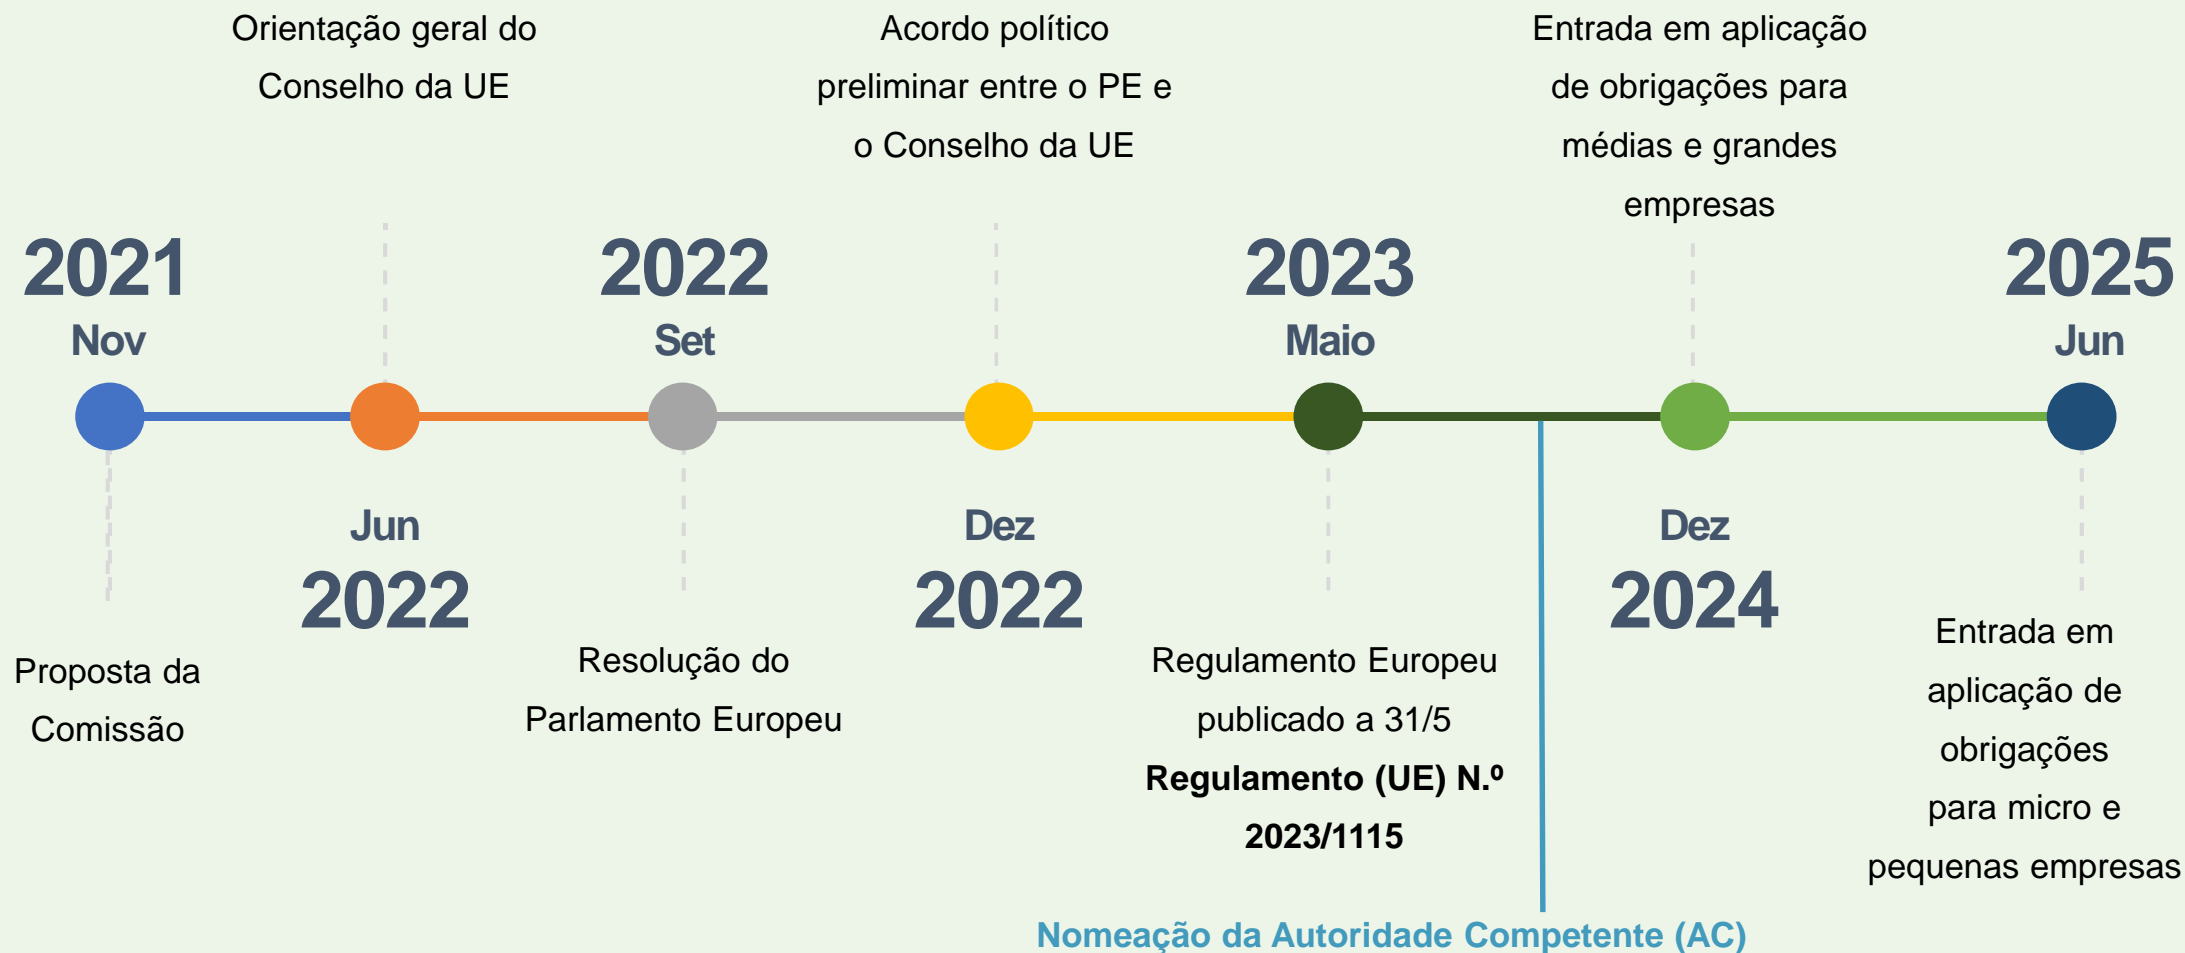 Orientação geral do
Conselho da UE
Acordo político
preliminar entre o PE e
o Conselho da UE
Entrada em aplicação
de obrigações para
médias e grandes
empresas
2021
Nov
2022
Set
2023
Maio
2025
Jun
Jun
2022
Dez
2022
Dez
2024
Proposta da
Comissão
Resolução do
Parlamento Europeu
Regulamento Europeu
publicado a 31/5
Regulamento (UE) N.º
2023/1115
Entrada em
aplicação de
obrigações
para micro e
pequenas empresas
Nomeação da Autoridade Competente (AC)